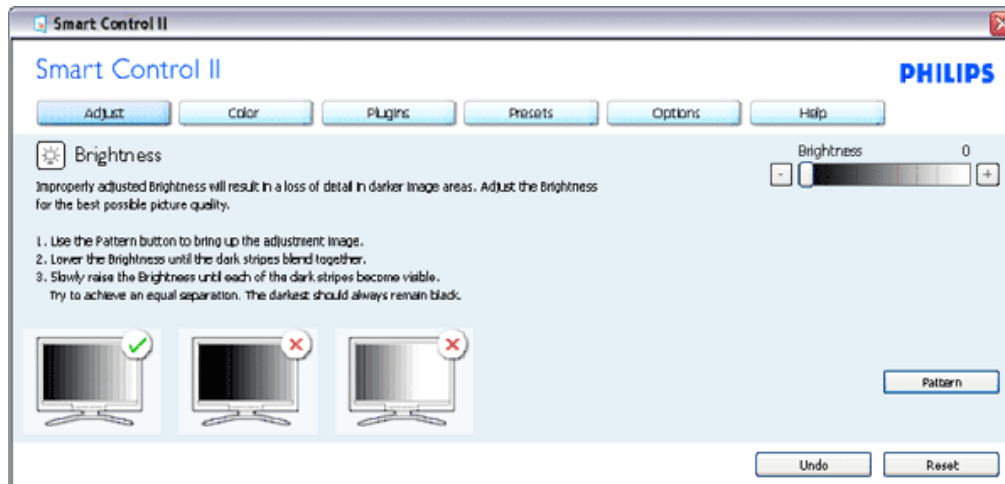 Smart Control II
Smart Control II
PHILIPS
Adjust Color Plugins Presets Options Help
Brightness
Brightness 0
Improperly adjusted Brightness will result in a loss of detail in darker image areas. Adjust the Brightness
for the best possible picture quality.
1. Use the Pattern button to bring up the adjustment image.
2. Lower the Brightness until the dark stripes blend together.
3. Slowly raise the Brightness until each of the dark stripes become visible.
Try to achieve an equal separation. The darkest should always remain black.
Pattern
Undo Reset